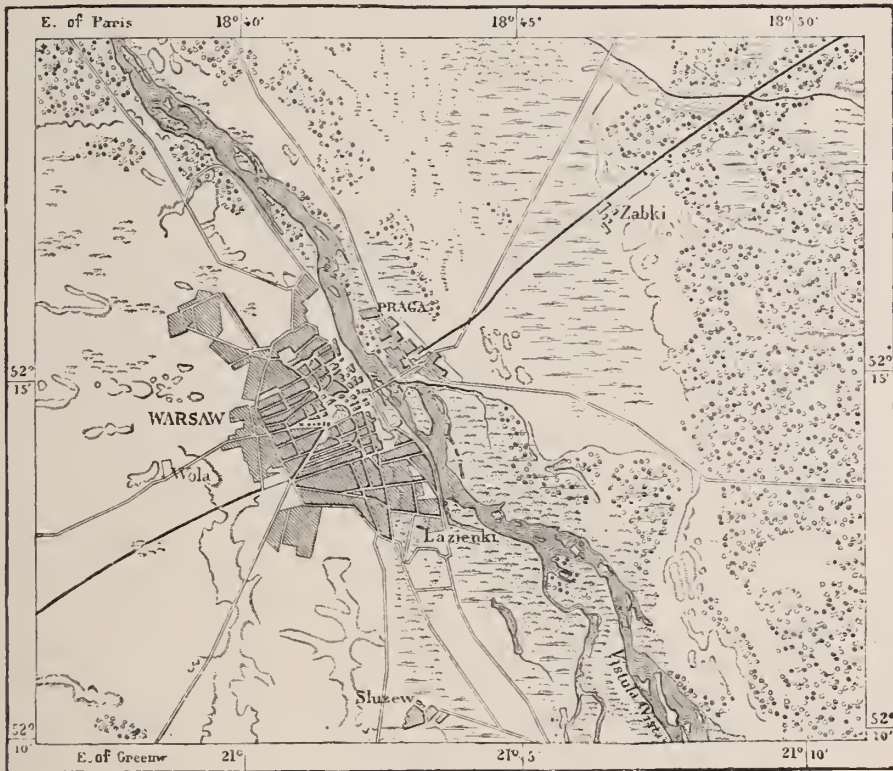 E. of Paris 18° 40' 18° 45' 18° 50'
Zabki
PRAGA
52° 15' 52° 15'
WARSAW
Wola
Lazienki
Vistula
Sluzew
52° 10' 52° 10'
E. of Greenw 21° 21° 5' 21° 10'